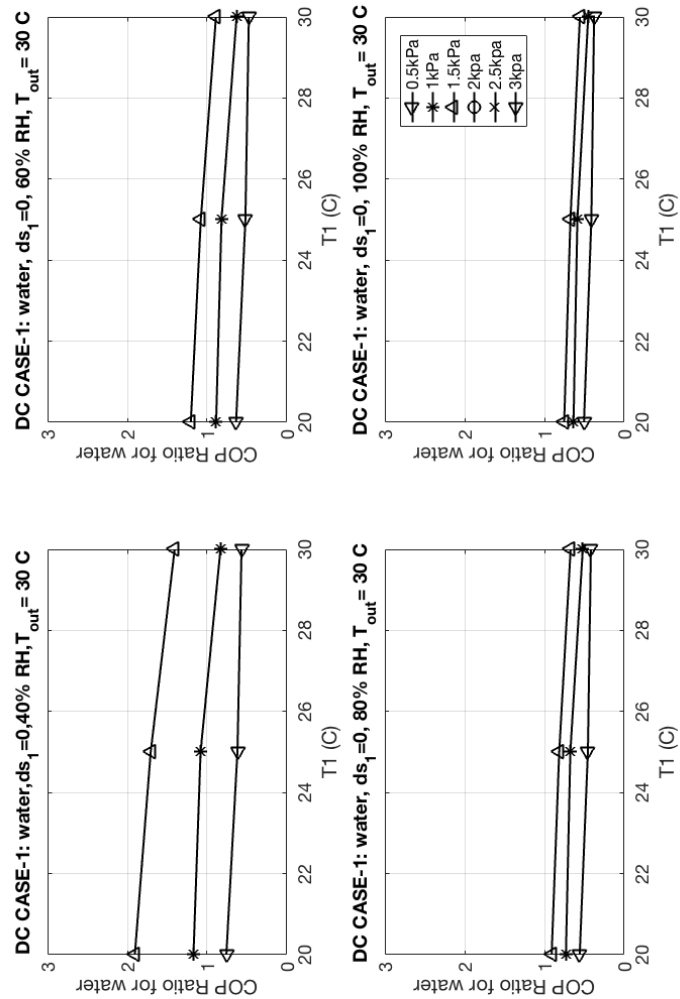 DC CASE-1: water,ds1=0,40% RH,Tout= 30 C
3
2
1
0
COP Ratio for water
20 22 24 26 28 30
T1 (C)
DC CASE-1: water, ds1=0, 60% RH, Tout= 30 C
3
2
1
0
COP Ratio for water
20 22 24 26 28 30
T1 (C)
DC CASE-1: water, ds1=0, 80% RH, Tout= 30 C
3
2
1
0
COP Ratio for water
20 22 24 26 28 30
T1 (C)
DC CASE-1: water, ds1=0, 100% RH, Tout= 30 C
3
2
1
0
COP Ratio for water
20 22 24 26 28 30
T1 (C)
0.5kPa
1kPa
1.5kPa
2kpa
2.5kpa
3kpa